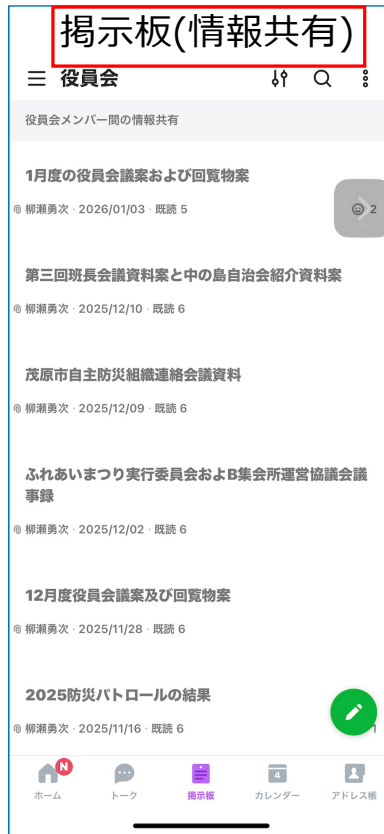 掲示板(情報共有)
役員会
役員会メンバー間の情報共有
1月度の役員会議案および回覧物案
柳瀬勇次 · 2026/01/03 · 既読 5
2
第三回班長会議資料案と中の島自治会紹介資料案
柳瀬勇次 · 2025/12/10 · 既読 6
茂原市自主防災組織連絡会議資料
柳瀬勇次 · 2025/12/09 · 既読 6
ふれあいまつり実行委員会およB集会所運営協議会議
事録
柳瀬勇次 · 2025/12/02 · 既読 6
12月度役員会議案及び回覧物案
柳瀬勇次 · 2025/11/28 · 既読 6
2025防災パトロールの結果
柳瀬勇次 · 2025/11/16 · 既読 6
1
N
4
ホーム
トーク
掲示板
カレンダー
アドレス帳